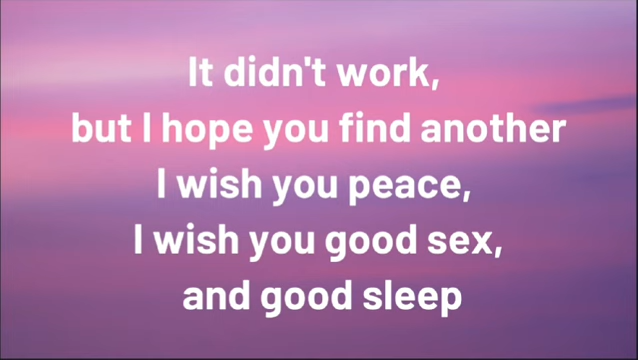 It didn't work,
but I hope you find another
I wish you peace,
I wish you good sex,
and good sleep